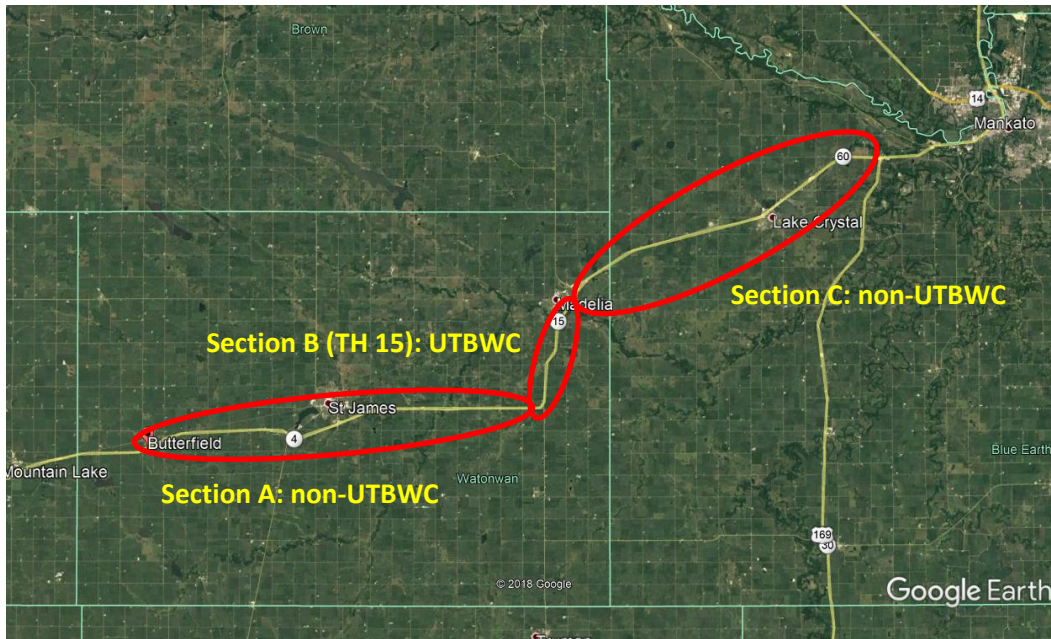 Brown
14
Mankato
60
Lake Crystal
Madelia
Section C: non-UTBWC
15
Section B (TH 15): UTBWC
St James
4
Butterfield
Mountain Lake
Blue Earth
Watonwan
Section A: non-UTBWC
169
30
© 2018 Google
Google Earth